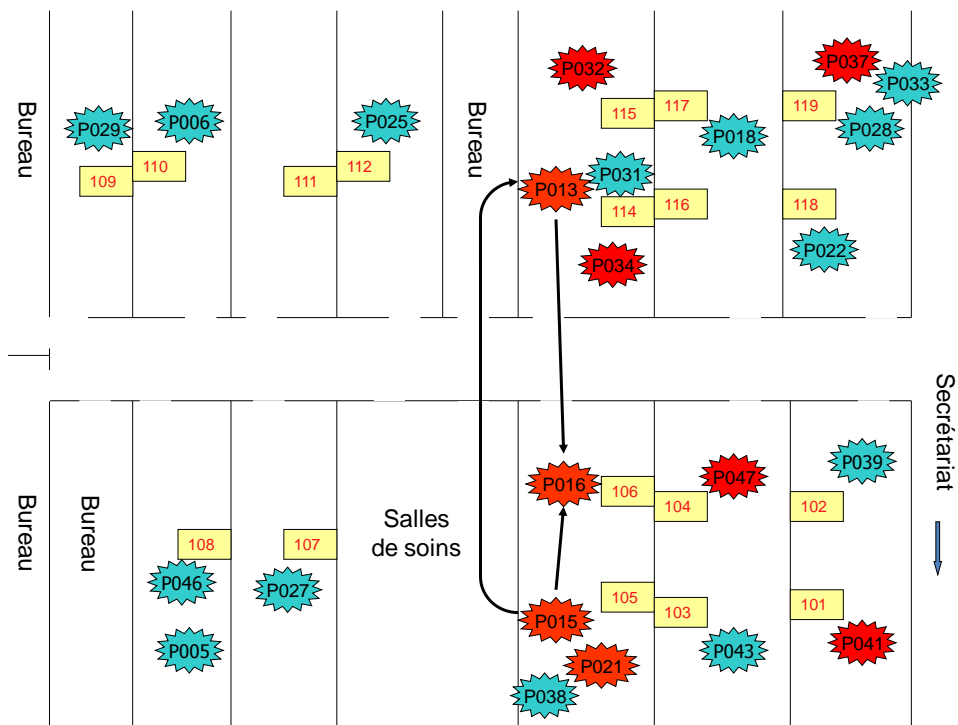 P032
P037
P033
Bureau
P029
P006
P025
Bureau
115
117
P018
119
P028
109
110
111
112
P013
P031
114
116
118
P034
P022
Secrétariat
Bureau
Bureau
108
107
Salles
de soins
P016
106
104
P047
P039
102
P046
P027
P005
P015
105
103
101
P021
P038
P043
P041